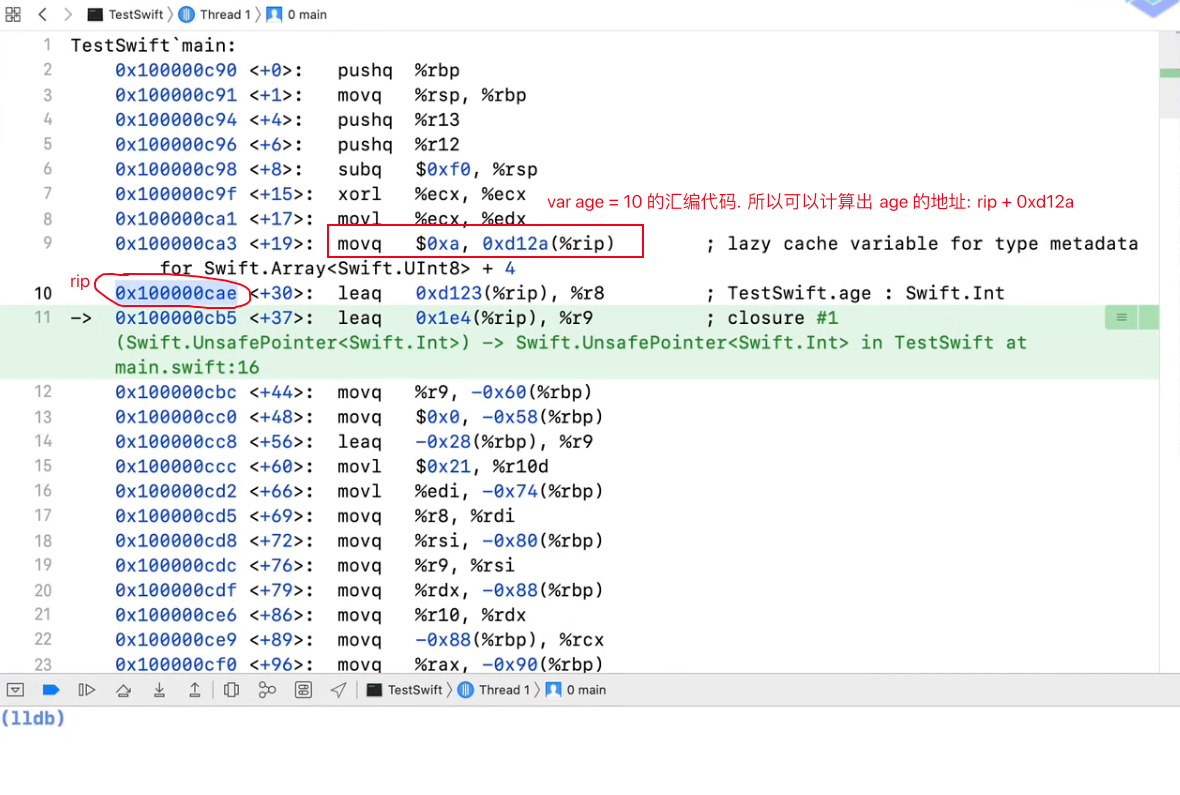 TestSwift 〉 Thread 1 〉 0 main
1 TestSwift`main:
2 0x100000c90 <+0>: pushq %rbp
3 0x100000c91 <+1>: movq %rsp, %rbp
4 0x100000c94 <+4>: pushq %r13
5 0x100000c96 <+6>: pushq %r12
6 0x100000c98 <+8>: subq $0xf0, %rsp
7 0x100000c9f <+15>: xorl %ecx, %ecx
var age = 10 的汇编代码. 所以可以计算出 age 的地址: rip + 0xd12a
8 0x100000ca1 <+17>: movl %ecx, %edx
9 0x100000ca3 <+19>: movq $0xa, 0xd12a(%rip) ; lazy cache variable for type metadata
for Swift.Array<Swift.UInt8> + 4
rip
10 0x100000cae <+30>: leaq 0xd123(%rip), %r8 ; TestSwift.age : Swift.Int
11 -> 0x100000cb5 <+37>: leaq 0x1e4(%rip), %r9 ; closure #1
(Swift.UnsafePointer<Swift.Int>) -> Swift.UnsafePointer<Swift.Int> in TestSwift at
main.swift:16
12 0x100000cbc <+44>: movq %r9, -0x60(%rbp)
13 0x100000cc0 <+48>: movq $0x0, -0x58(%rbp)
14 0x100000cc8 <+56>: leaq -0x28(%rbp), %r9
15 0x100000ccc <+60>: movl $0x21, %r10d
16 0x100000cd2 <+66>: movl %edi, -0x74(%rbp)
17 0x100000cd5 <+69>: movq %r8, %rdi
18 0x100000cd8 <+72>: movq %rsi, -0x80(%rbp)
19 0x100000cdc <+76>: movq %r9, %rsi
20 0x100000cdf <+79>: movq %rdx, -0x88(%rbp)
21 0x100000ce6 <+86>: movq %r10, %rdx
22 0x100000ce9 <+89>: movq -0x88(%rbp), %rcx
23 0x100000cf0 <+96>: movq %rax, -0x90(%rbp)
TestSwift 〉 Thread 1 〉 0 main
(lldb)